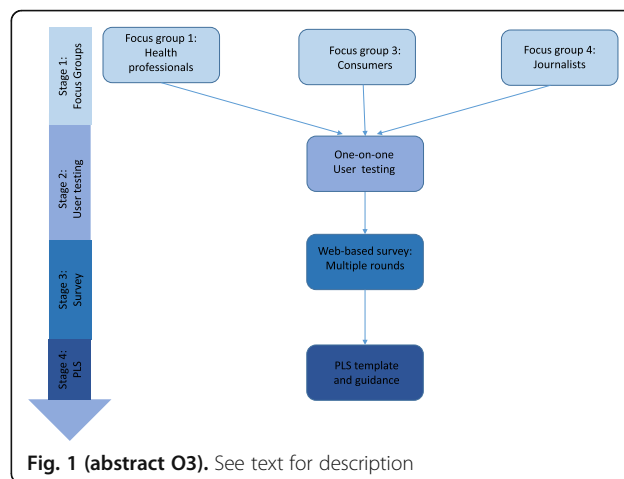 Stage 1:
Focus Groups
Focus group 1:
Health
professionals
Focus group 3:
Consumers
Focus group 4:
Journalists
Stage 2:
User testing
One-on-one
User testing
Stage 3:
Survey
Web-based survey:
Multiple rounds
Stage 4:
PLS
PLS template
and guidance
Fig. 1 (abstract O3). See text for description